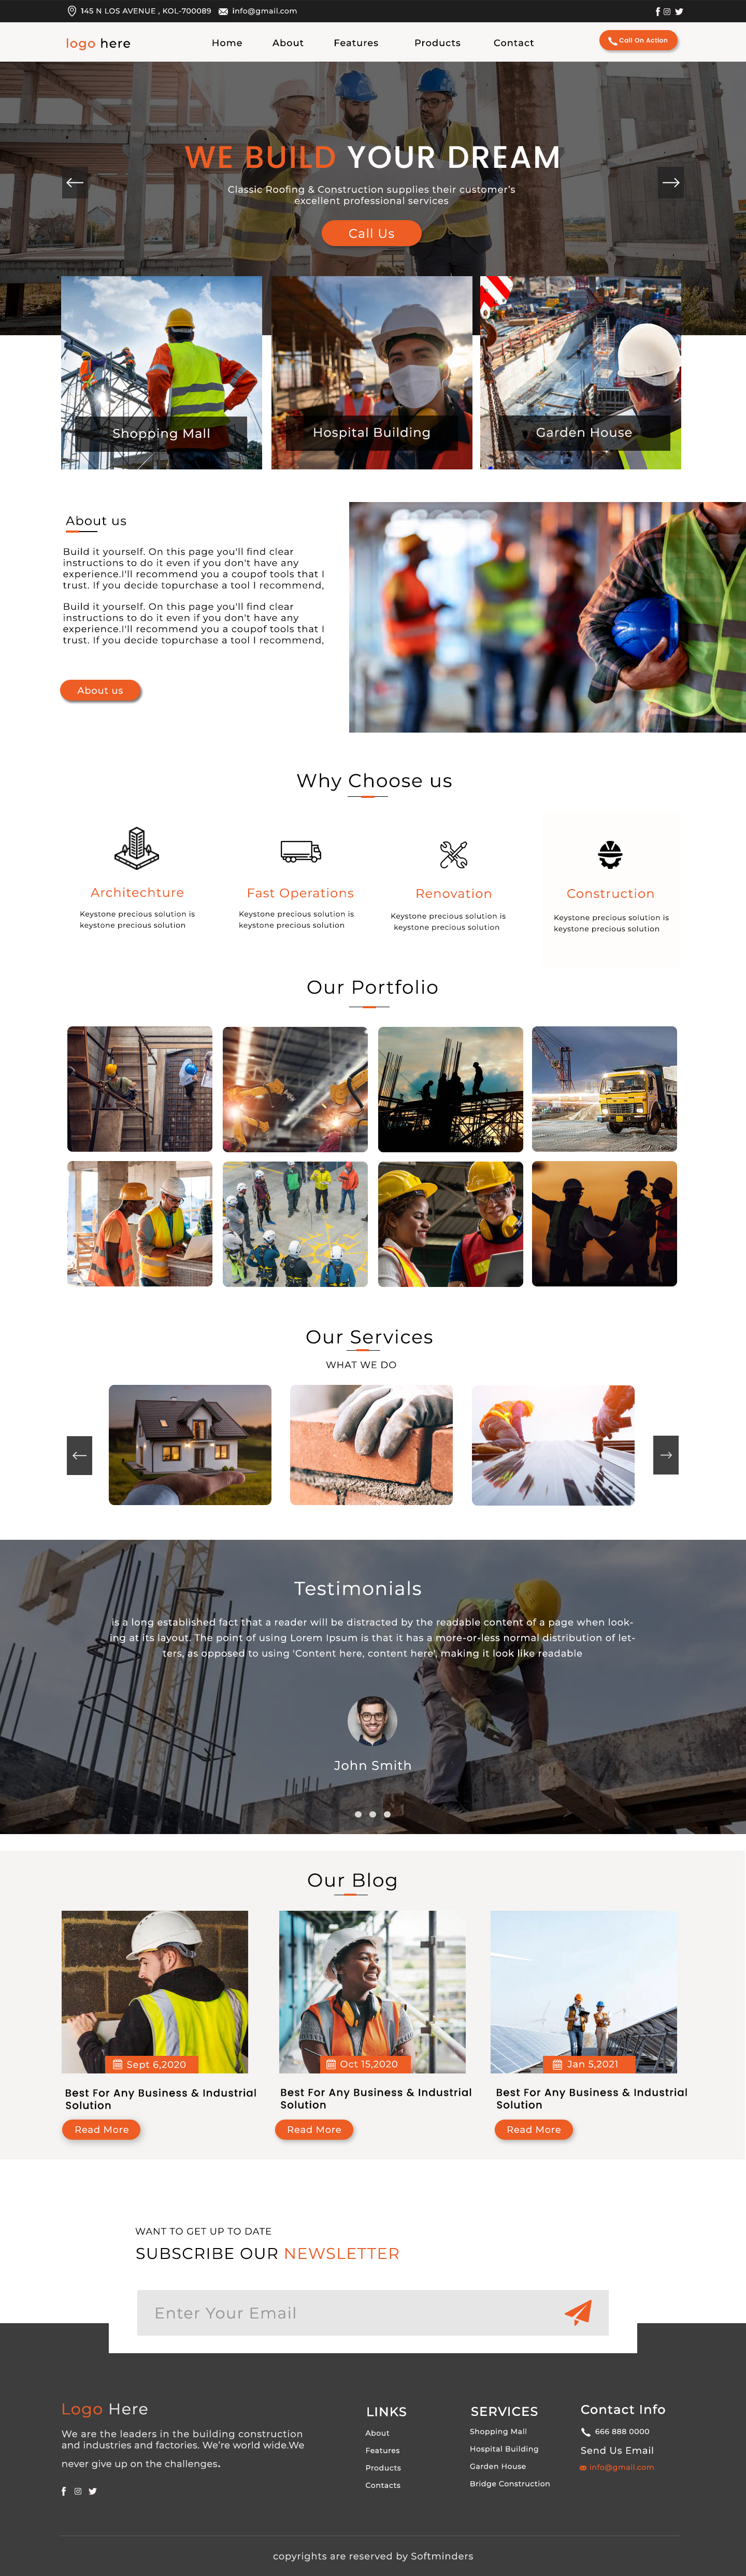 145 N LOS AVENUE , KOL-700089 info@gmail.com
logo here Home About Features Products Contact Call On Action
WE BUILD YOUR DREAM
Classic Roofing & Construction supplies their customer's
excellent professional services
Call Us
Shopping Mall
Hospital Building
Garden House
About us
Build it yourself. On this page you'll find clear
instructions to do it even if you don't have any
experience.I'll recommend you a coupof tools that I
trust. If you decide topurchase a tool I recommend,
Build it yourself. On this page you'll find clear
instructions to do it even if you don't have any
experience.I'll recommend you a coupof tools that I
trust. If you decide topurchase a tool I recommend,
About us
Why Choose us
Architechture
Keystone precious solution is
keystone precious solution
Fast Operations
Keystone precious solution is
keystone precious solution
Renovation
Keystone precious solution is
keystone precious solution
Construction
Keystone precious solution is
keystone precious solution
Our Portfolio
Our Services
WHAT WE DO
Testimonials
is a long established fact that a reader will be distracted by the readable content of a page when look-
ing at its layout. The point of using Lorem Ipsum is that it has a more-or-less normal distribution of let-
ters, as opposed to using 'Content here, content here', making it look like readable
John Smith
Our Blog
Sept 6,2020
Best For Any Business & Industrial
Solution
Read More
Oct 15,2020
Best For Any Business & Industrial
Solution
Read More
Jan 5,2021
Best For Any Business & Industrial
Solution
Read More
WANT TO GET UP TO DATE
SUBSCRIBE OUR NEWSLETTER
Enter Your Email
Logo Here
We are the leaders in the building construction
and industries and factories. We're world wide.We
never give up on the challenges.
LINKS
About
Features
Products
Contacts
SERVICES
Shopping Mall
Hospital Building
Garden House
Bridge Construction
Contact Info
666 888 0000
Send Us Email
info@gmail.com
copyrights are reserved by Softminders